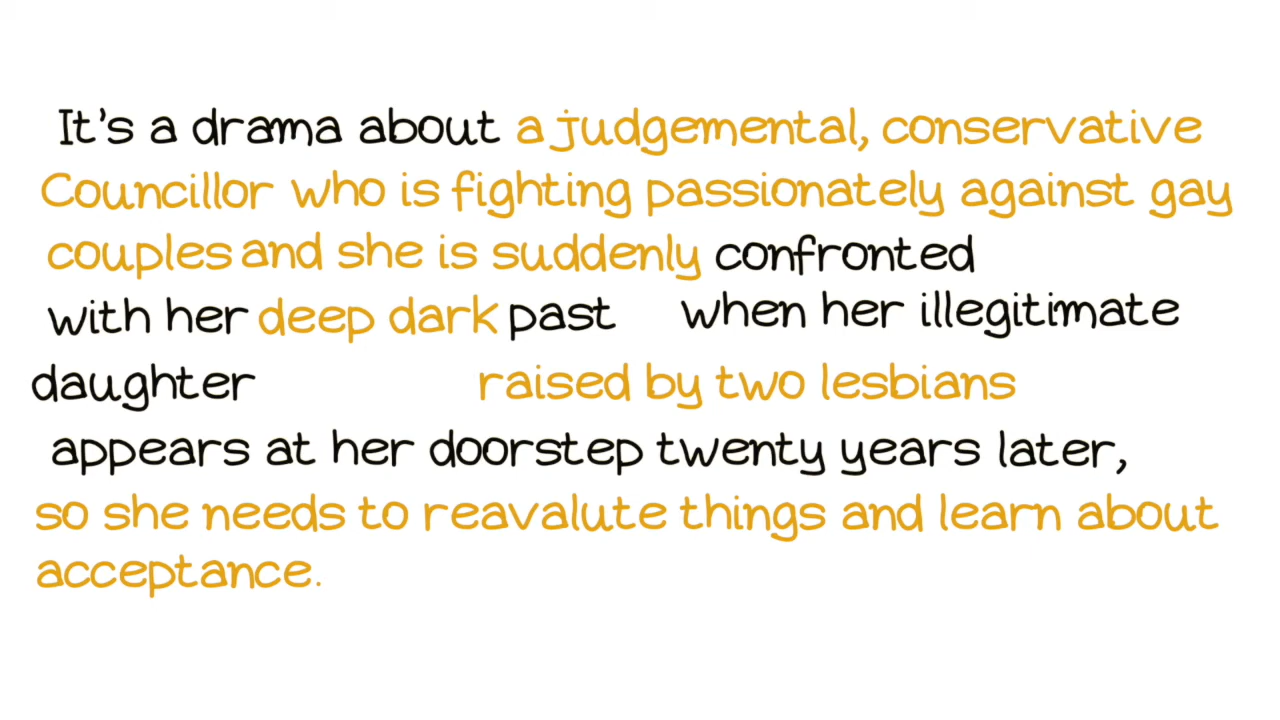 It's a drama about a judgemental, conservative
Councillor who is fighting passionately against gay
couples and she is suddenly confronted
with her deep dark past when her illegitimate
daughter raised by two lesbians
appears at her doorstep twenty years later,
so she needs to reavalute things and learn about
acceptance.